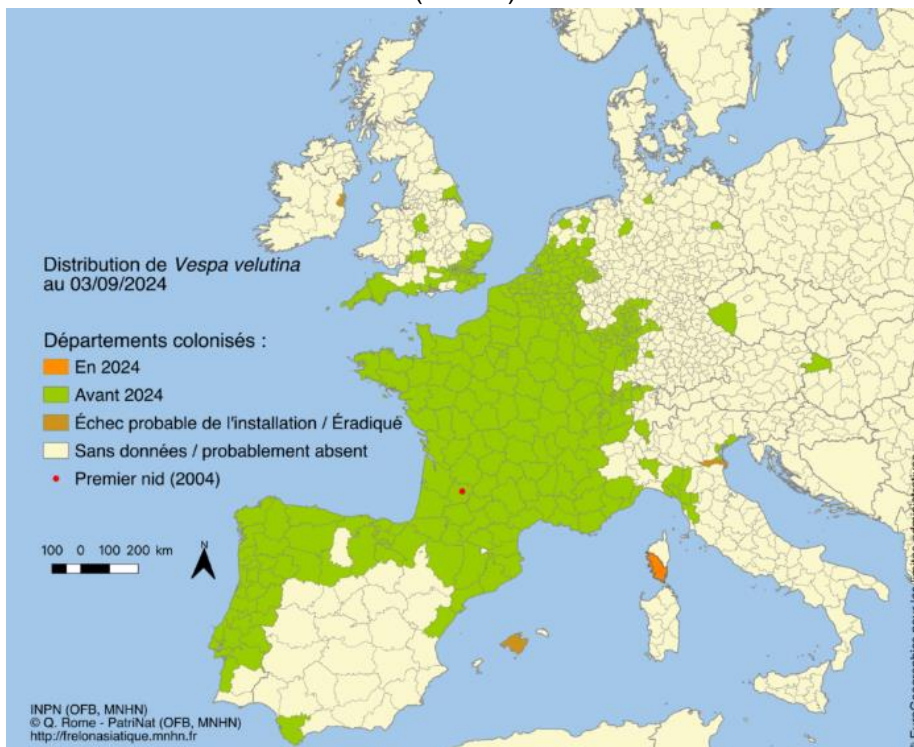 Distribution de Vespa velutina
au 03/09/2024
Départements colonisés :
En 2024
Avant 2024
Échec probable de l'installation / Éradiqué
Sans données / probablement absent
Premier nid (2004)
100 0 100 200 km
N
INPN (OFB, MNHN)
© Q. Rome - PatriNat (OFB, MNHN)
http://frelonasiatique.mnhn.fr